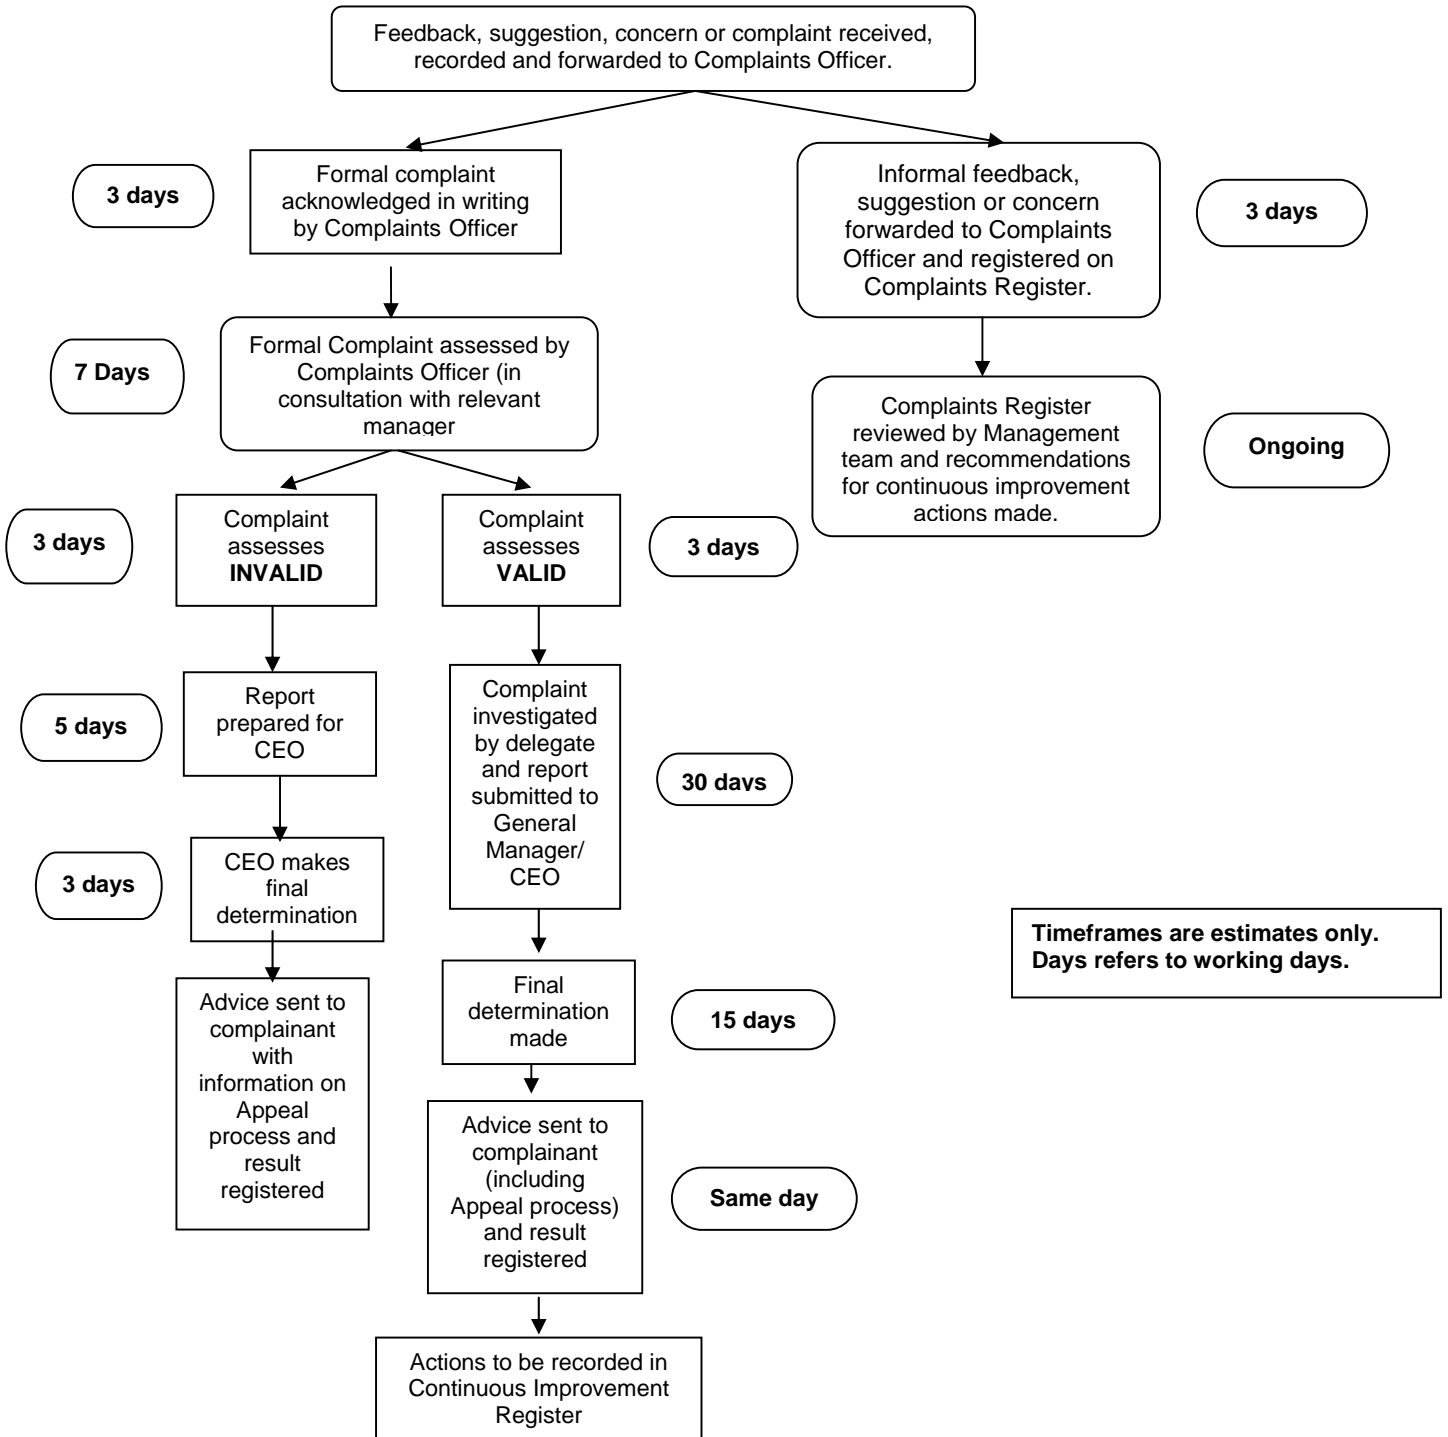 Feedback, suggestion, concern or complaint received,
recorded and forwarded to Complaints Officer.
3 days
Formal complaint
acknowledged in writing
by Complaints Officer
Informal feedback,
suggestion or concern
forwarded to Complaints
Officer and registered on
Complaints Register.
3 days
7 Days
Formal Complaint assessed by
Complaints Officer (in
consultation with relevant
manager
Complaints Register
reviewed by Management
team and recommendations
for continuous improvement
actions made.
Ongoing
3 days
Complaint
assesses
INVALID
Complaint
assesses
VALID
3 days
5 days
Report
prepared for
CEO
Complaint
investigated
by delegate
and report
submitted to
General
Manager/
CEO
30 days
3 days
CEO makes
final
determination
Timeframes are estimates only.
Days refers to working days.
Advice sent to
complainant
with
information on
Appeal
process and
result
registered
Final
determination
made
15 days
Advice sent to
complainant
(including
Appeal process)
and result
registered
Same day
Actions to be recorded in
Continuous Improvement
Register